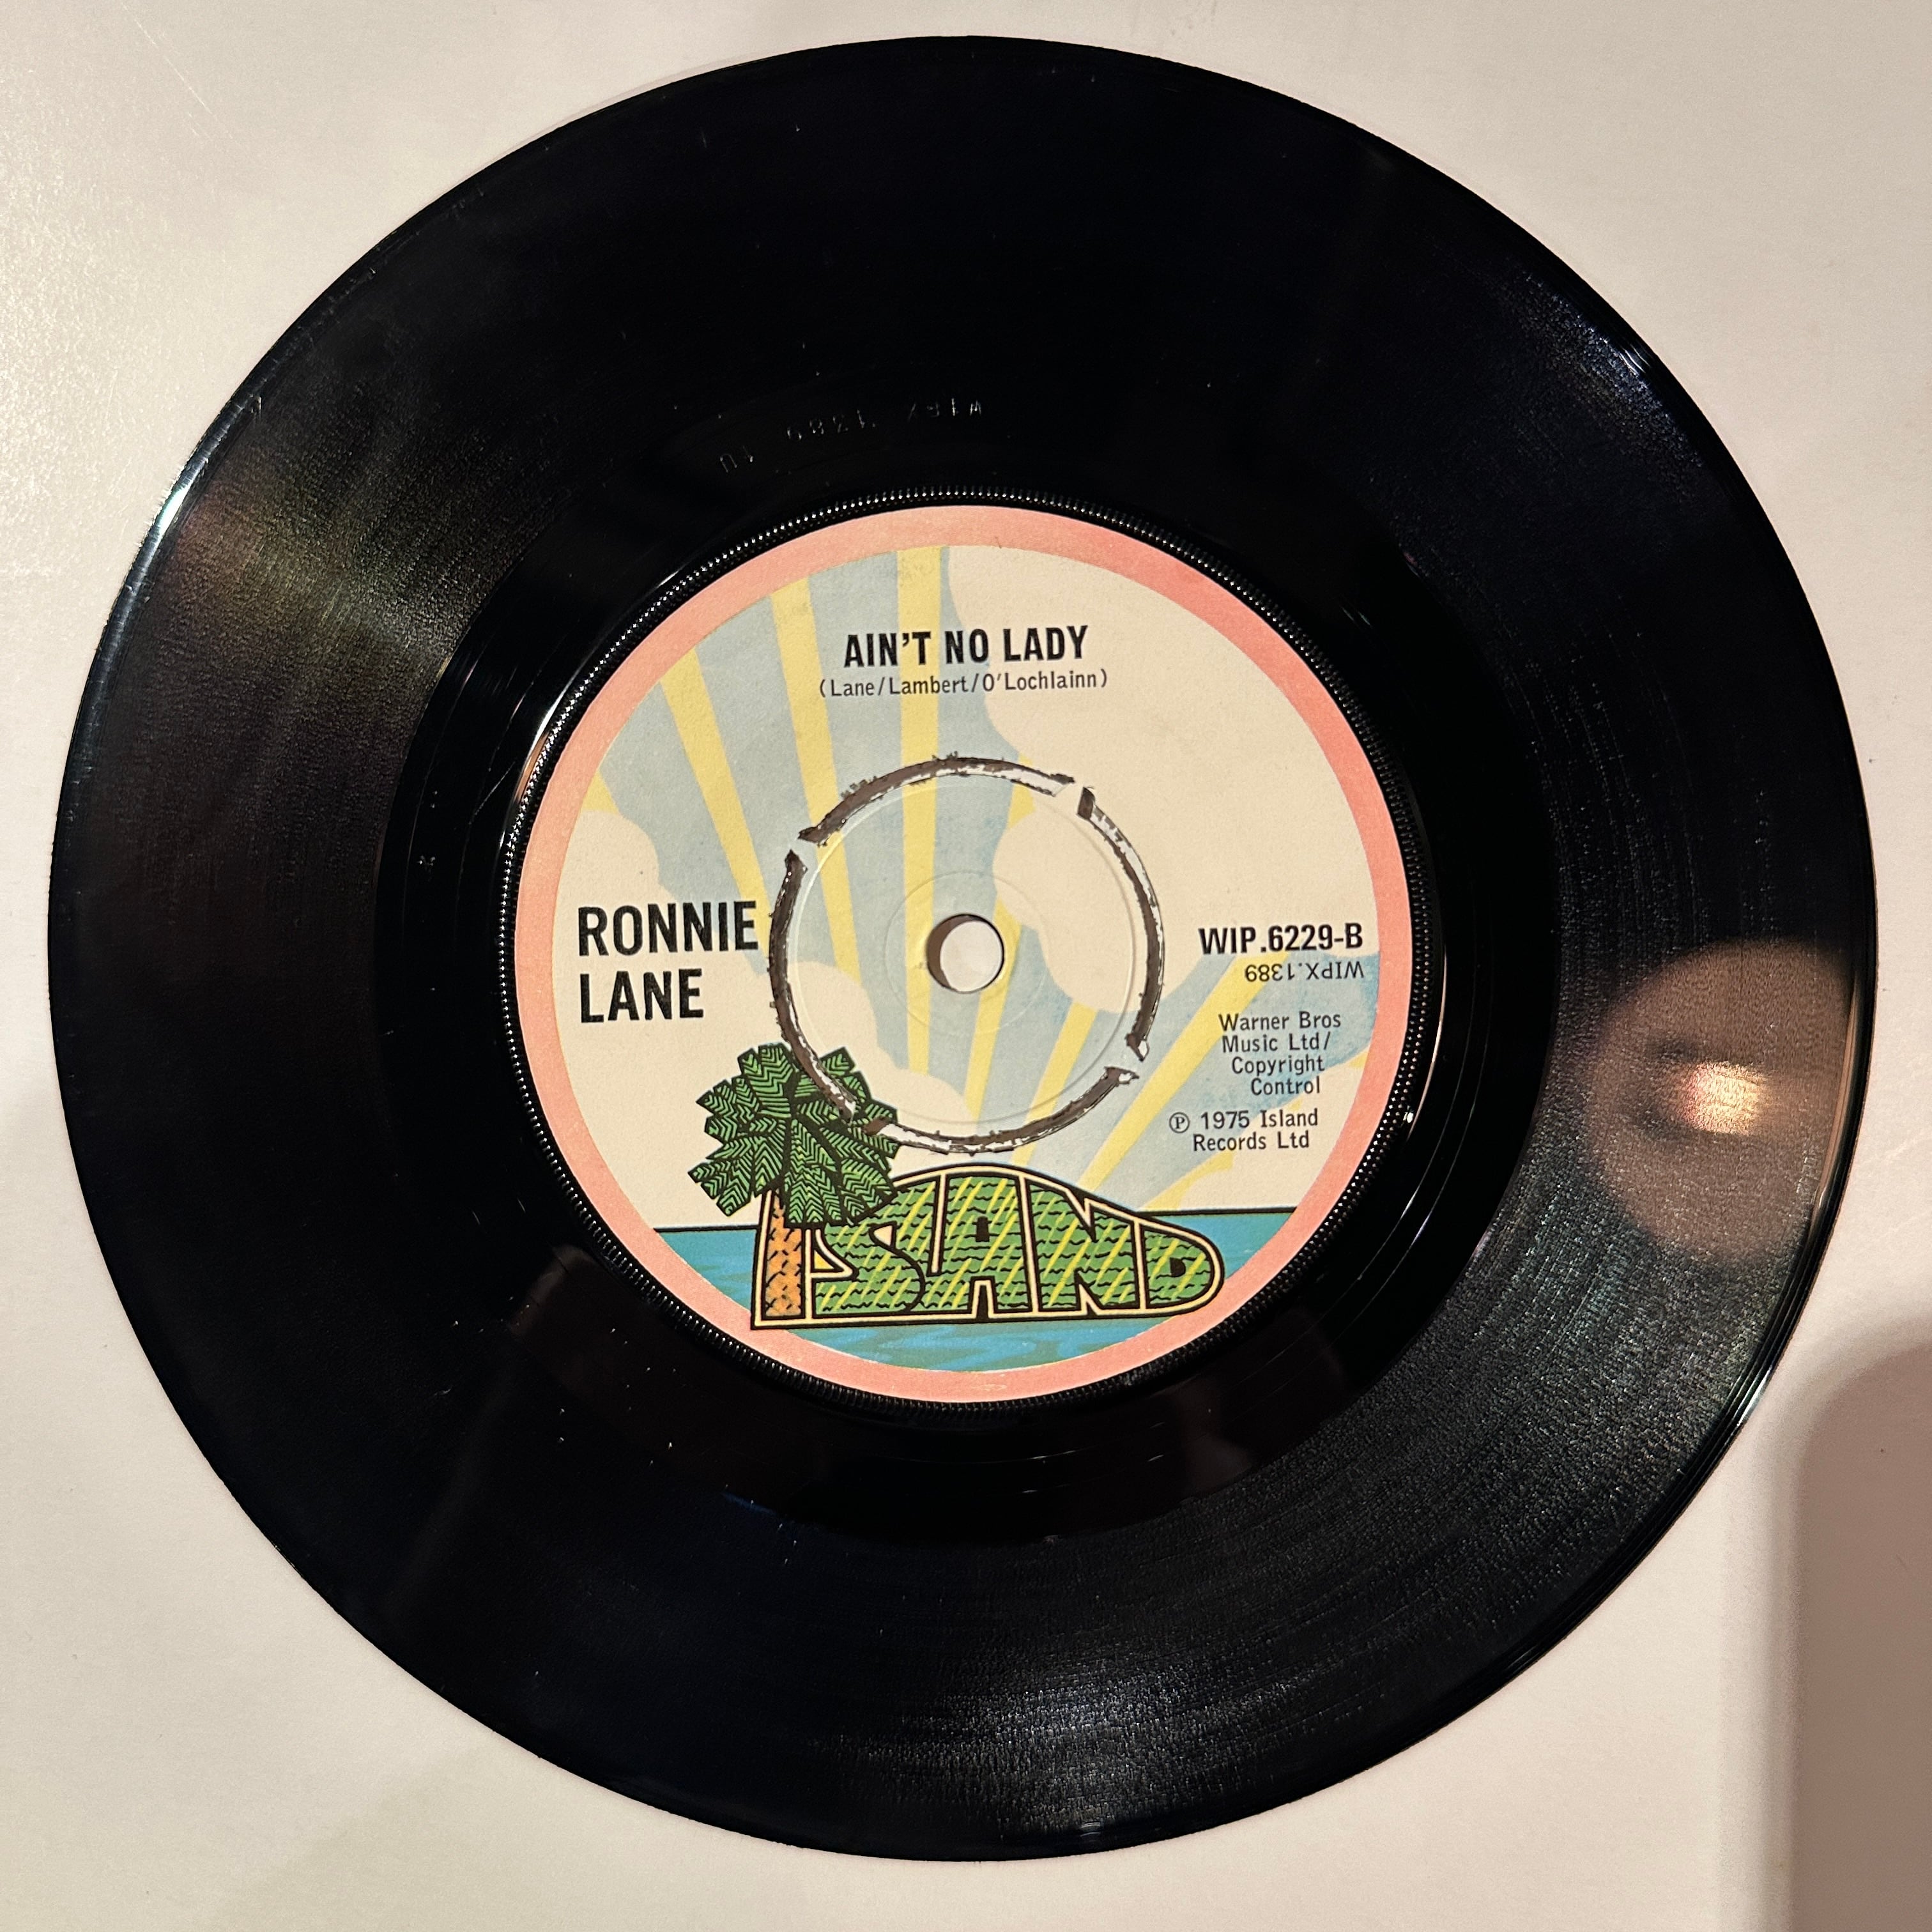 AIN'T NO LADY
(Lane/Lambert/O'Lochlainn)
RONNIE
LANE
WIP.6229-B
WIPX.1389
Warner Bros
Music Ltd/
Copyright
Control
℗ 1975 Island
Records Ltd
ISLAND